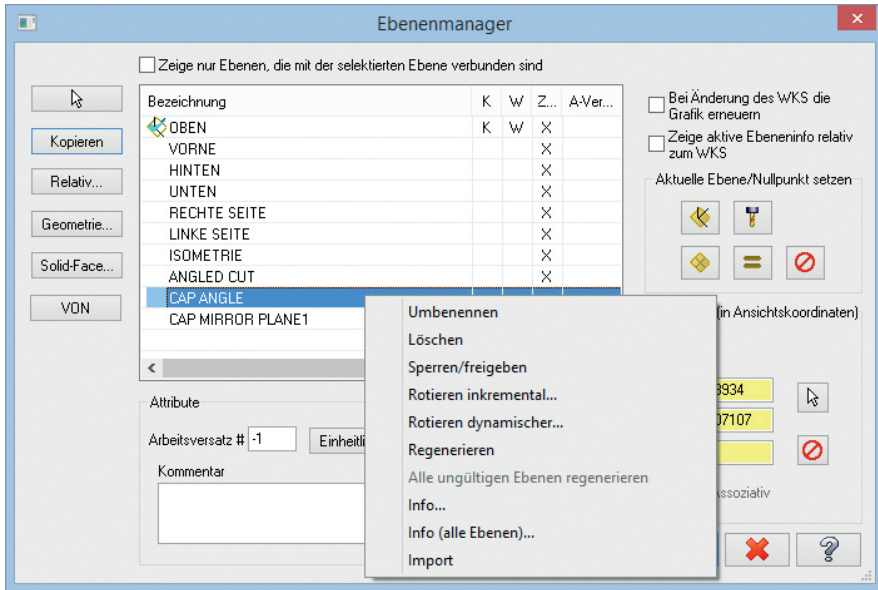 Ebenenmanager
Zeige nur Ebenen, die mit der selektierten Ebene verbunden sind
Kopieren
Relativ...
Geometrie...
Solid-Face...
VON
Bezeichnung K W Z... A-Ver...
OBEN K W X
VORNE X
HINTEN X
UNTEN X
RECHTE SEITE X
LINKE SEITE X
ISOMETRIE X
ANGLED CUT X
CAP ANGLE
CAP MIRROR PLANE1
Bei Änderung des WKS die
Grafik erneuern
Zeige aktive Ebeneninfo relativ
zum WKS
Aktuelle Ebene/Nullpunkt setzen
Umbenennen
Löschen
Sperren/freigeben
Rotieren inkremental...
Rotieren dynamischer...
Regenerieren
Alle ungültigen Ebenen regenerieren
Info...
Info (alle Ebenen)...
Import
(in Ansichtskoordinaten)
3934
07107
Attribute
Arbeitsversatz # -1
Kommentar